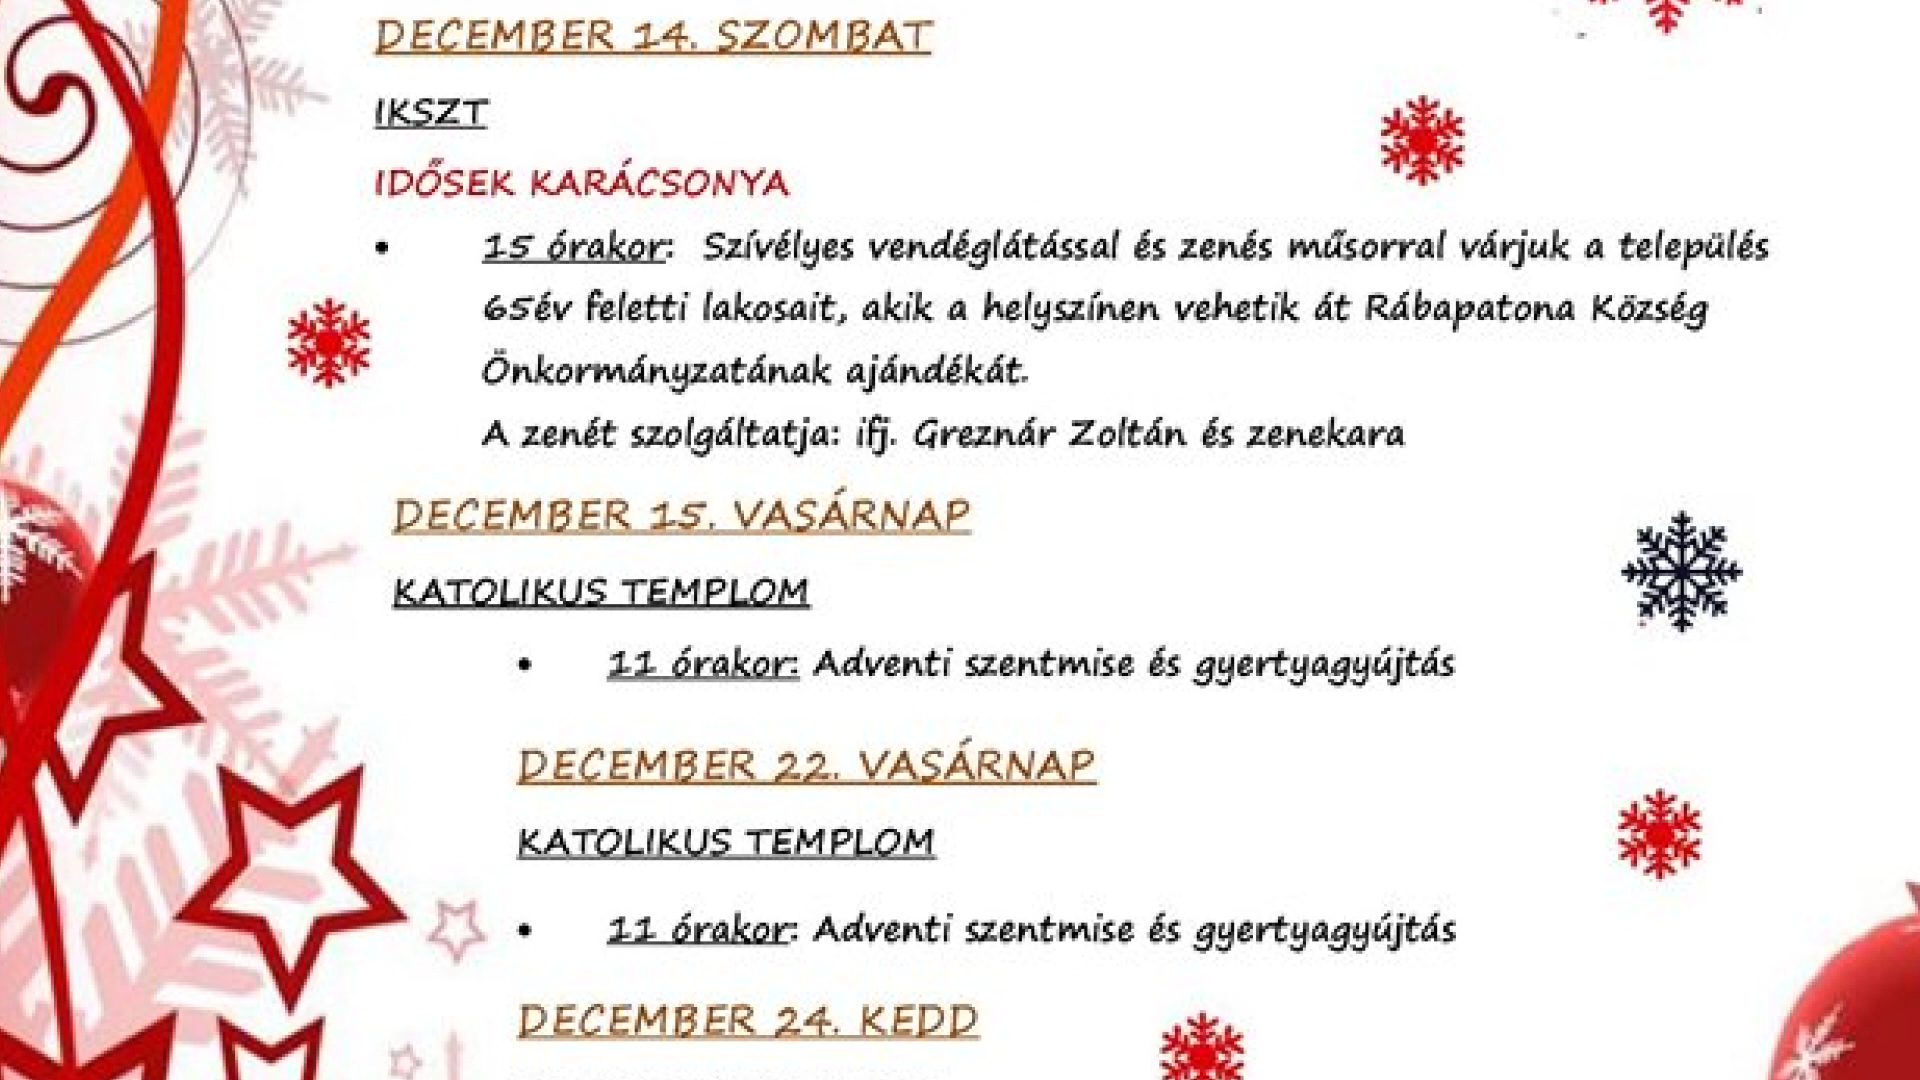 DECEMBER 14. SZOMBAT
IKSZT
IDŐSEK KARÁCSONYA
• 15 órakor: Szívélyes vendéglátással és zenés műsorral várjuk a település
65év feletti lakosait, akik a helyszínen vehetik át Rábapatona Község
Önkormányzatának ajándékát.
A zenét szolgáltatja: ifj. Greznár Zoltán és zenekara
DECEMBER 15. VASÁRNAP
KATOLIKUS TEMPLOM
• 11 órakor: Adventi szentmise és gyertyagyújtás
DECEMBER 22. VASÁRNAP
KATOLIKUS TEMPLOM
• 11 órakor: Adventi szentmise és gyertyagyújtás
DECEMBER 24. KEDD